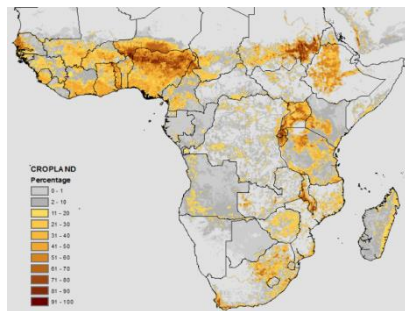 CROPLAND
Percentage
0 - 1
2 - 10
11 - 20
21 - 30
31 - 40
41 - 50
51 - 60
61 - 70
71 - 80
81 - 90
91 - 100